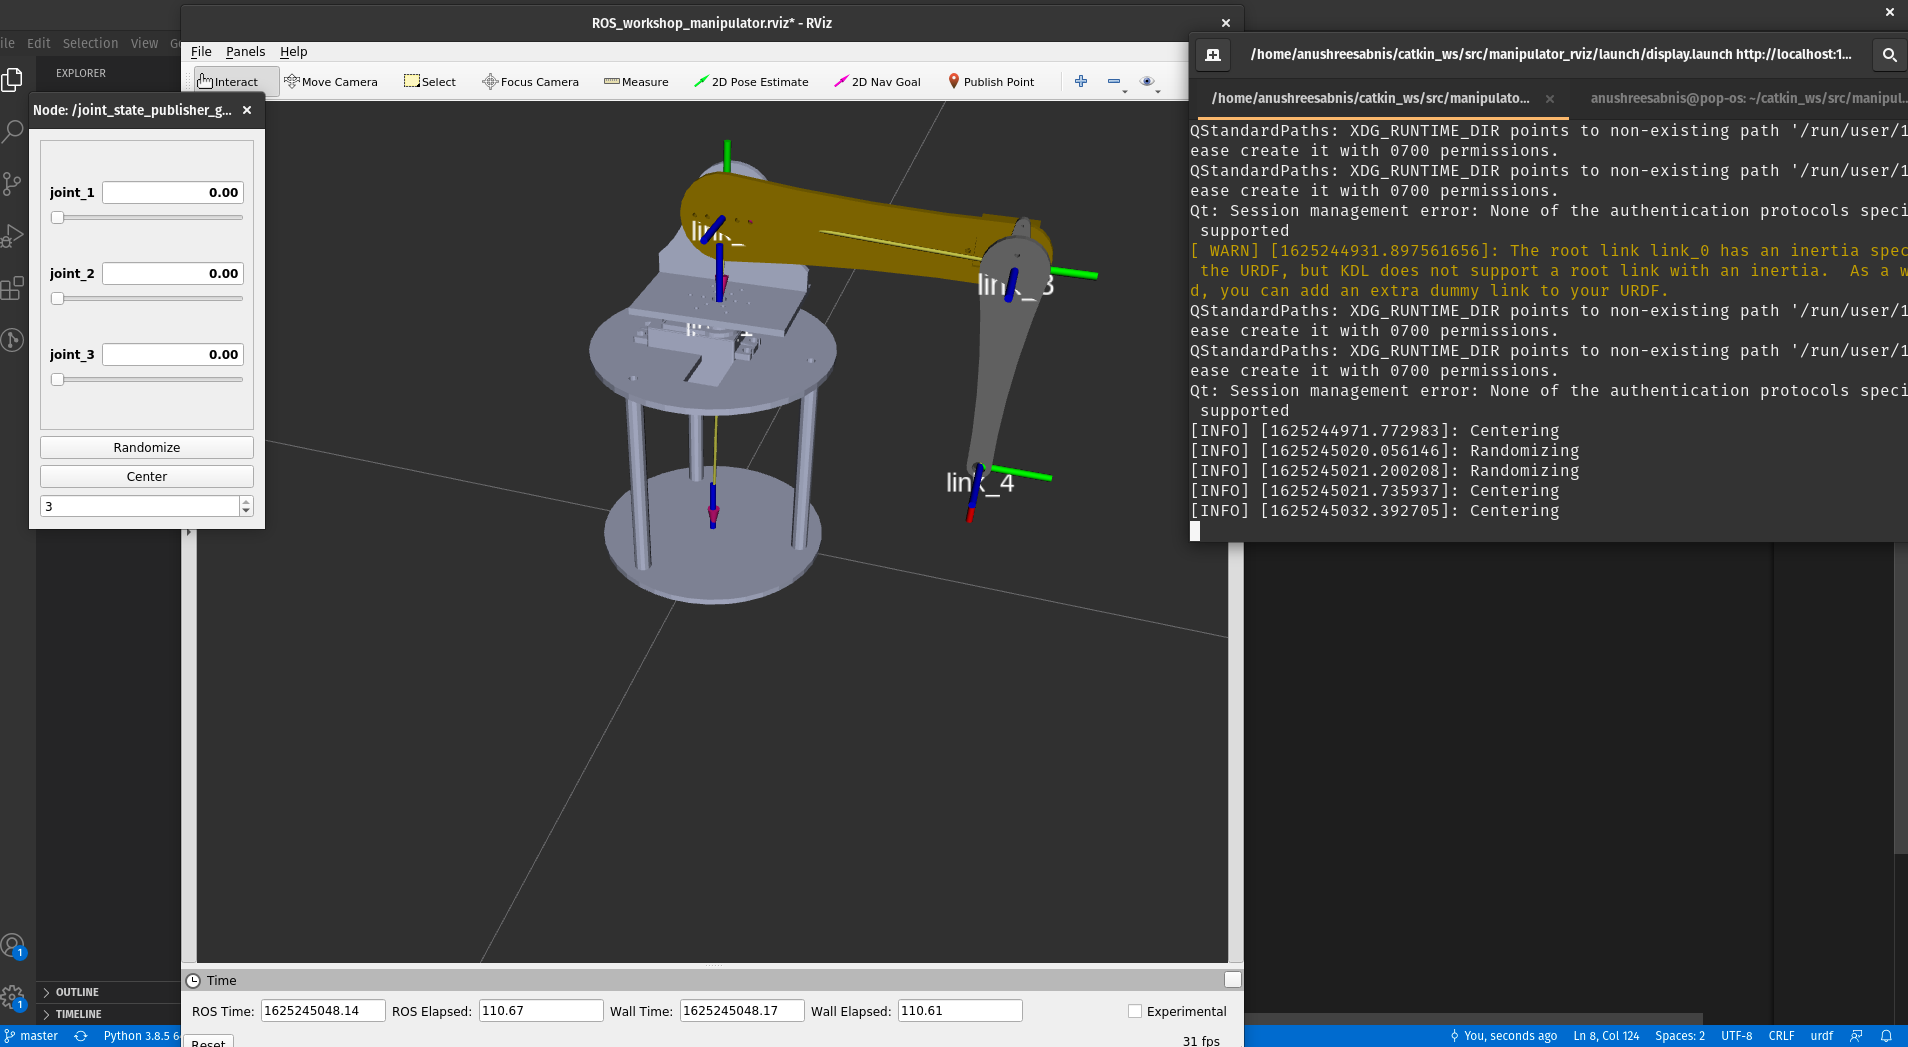 ROS_workshop_manipulator.rviz* - RViz
ile Edit Selection View
EXPLORER
File Panels Help
Interact Move Camera Select Focus Camera Measure 2D Pose Estimate 2D Nav Goal Publish Point
Node: /joint_state_publisher_g...
joint_1 0.00
joint_2 0.00
joint_3 0.00
Randomize
Center
3
link_3
link_4
/home/anushreesabnis/catkin_ws/src/manipulator_rviz/launch/display.launch http://localhost:1...
/home/anushreesabnis/catkin_ws/src/manipulato... anushreesabnis@pop-os: ~/catkin_ws/src/manipul..
QStandardPaths: XDG_RUNTIME_DIR points to non-existing path '/run/user/1
ease create it with 0700 permissions.
QStandardPaths: XDG_RUNTIME_DIR points to non-existing path '/run/user/1
ease create it with 0700 permissions.
Qt: Session management error: None of the authentication protocols speci
supported
[ WARN] [1625244931.897561656]: The root link link_0 has an inertia spec
the URDF, but KDL does not support a root link with an inertia. As a w
d, you can add an extra dummy link to your URDF.
QStandardPaths: XDG_RUNTIME_DIR points to non-existing path '/run/user/1
ease create it with 0700 permissions.
QStandardPaths: XDG_RUNTIME_DIR points to non-existing path '/run/user/1
ease create it with 0700 permissions.
Qt: Session management error: None of the authentication protocols speci
supported
[INFO] [1625244971.772983]: Centering
[INFO] [1625245020.056146]: Randomizing
[INFO] [1625245021.200208]: Randomizing
[INFO] [1625245021.735937]: Centering
[INFO] [1625245032.392705]: Centering
Time
ROS Time: 1625245048.14 ROS Elapsed: 110.67 Wall Time: 1625245048.17 Wall Elapsed: 110.61 Experimental
Reset
31 fps
1
1
OUTLINE
TIMELINE
master Python 3.8.5 6
You, seconds ago Ln 8, Col 124 Spaces: 2 UTF-8 CRLF urdf